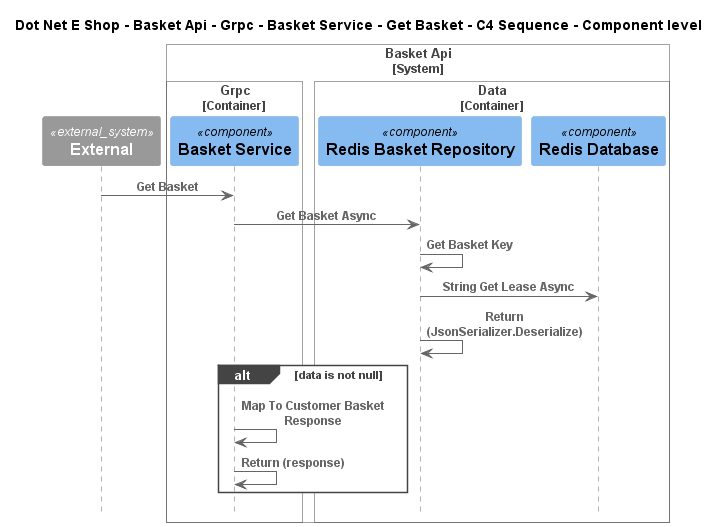 Dot Net E Shop - Basket Api - Grpc - Basket Service - Get Basket - C4 Sequence - Component level
Basket Api
[System]
Grpc
[Container]
Data
[Container]
«external_system»
External
«component»
Basket Service
«component»
Redis Basket Repository
«component»
Redis Database
Get Basket
Get Basket Async
Get Basket Key
String Get Lease Async
Return
(JsonSerializer.Deserialize)
alt
[data is not null]
Map To Customer Basket
Response
Return (response)